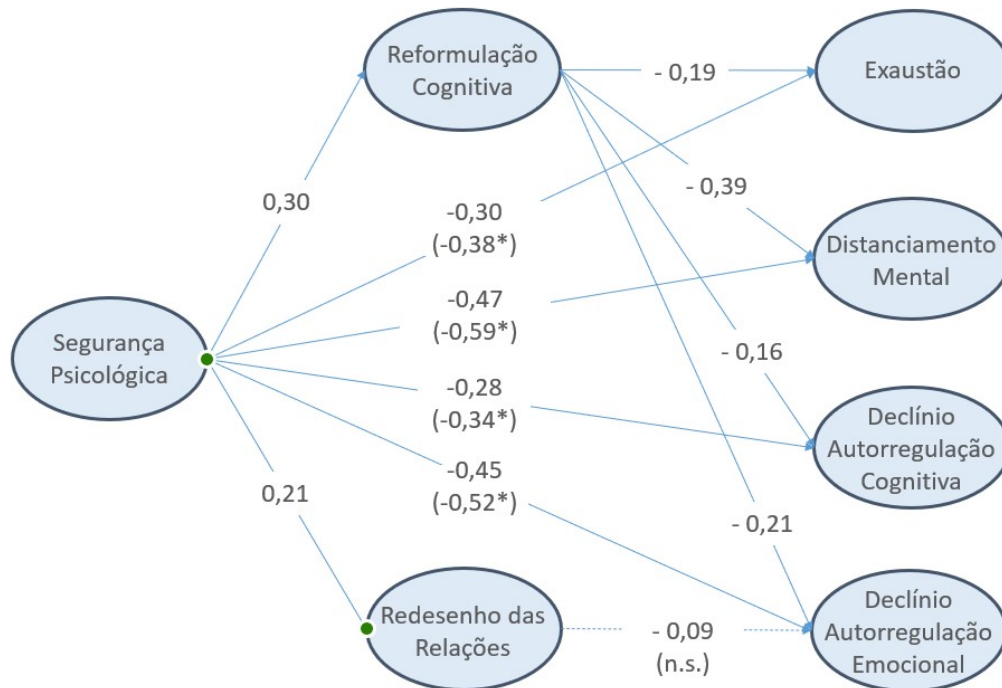 Reformulação
Cognitiva
- 0,19
Exaustão
0,30
-0,30
(-0,38*)
- 0,39
Distanciamento
Mental
-0,47
(-0,59*)
Segurança
Psicológica
- 0,16
-0,28
(-0,34*)
Declínio
Autorregulação
Cognitiva
-0,45
(-0,52*)
0,21
- 0,21
Redesenho das
Relações
- 0,09
(n.s.)
Declínio
Autorregulação
Emocional